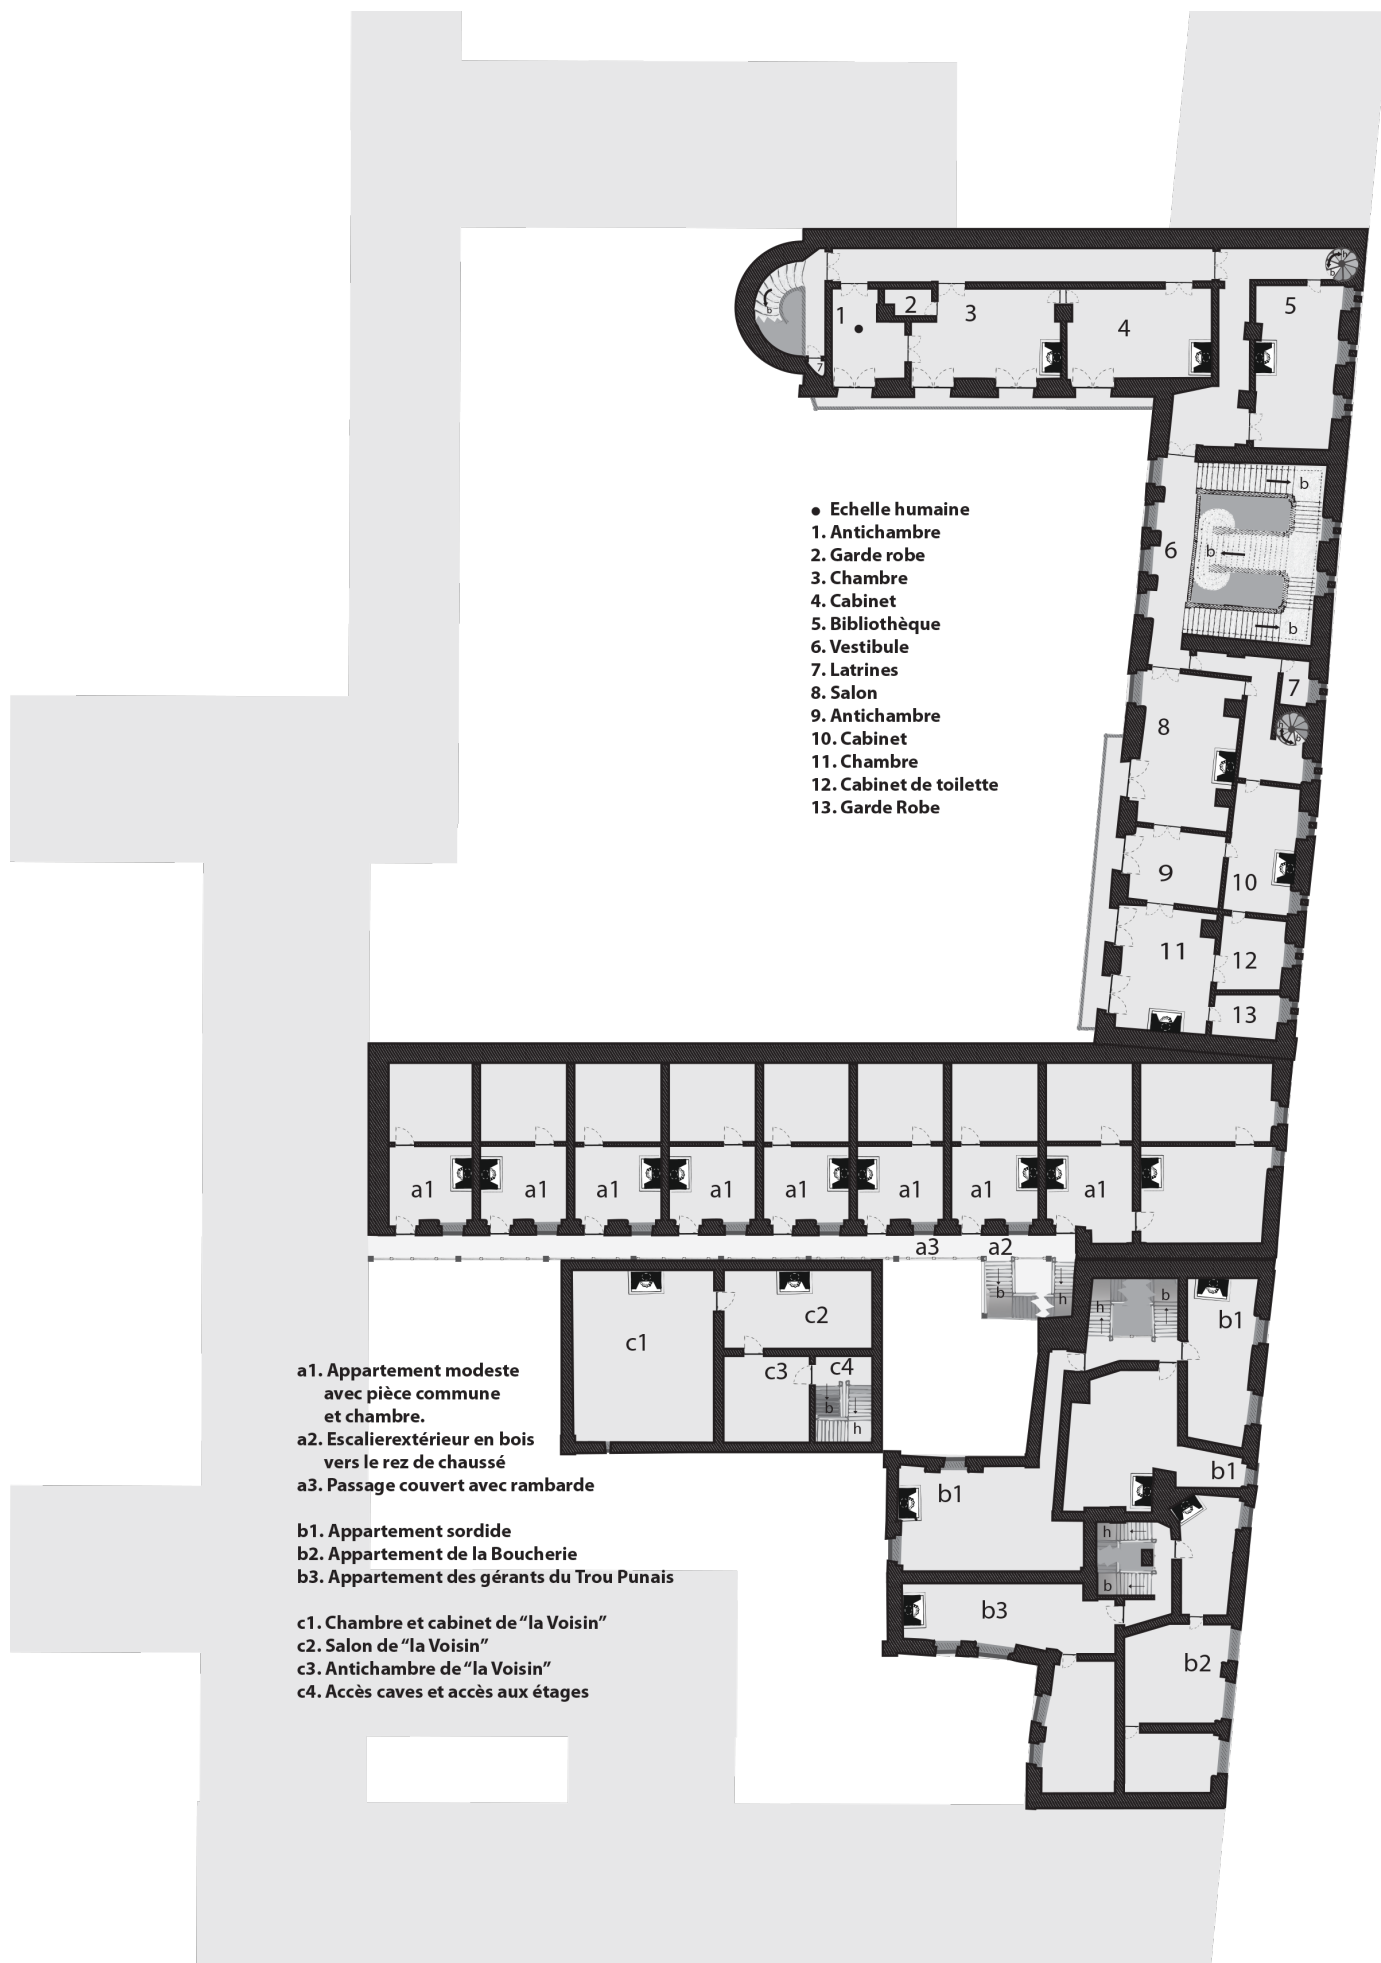 h
b
b
1
2
3
4
5
7
b
6
b
b
7
h
b
8
9
10
11
12
13
● Echelle humaine
1. Antichambre
2. Garde robe
3. Chambre
4. Cabinet
5. Bibliothèque
6. Vestibule
7. Latrines
8. Salon
9. Antichambre
10. Cabinet
11. Chambre
12. Cabinet de toilette
13. Garde Robe
a1 a1 a1 a1 a1 a1 a1 a1
a3 a2
b h
h b
b1
c1
c2
c3
c4
b
h
b1
b1
h
b
b3
b2
a1. Appartement modeste
avec pièce commune
et chambre.
a2. Escalierextérieur en bois
vers le rez de chaussé
a3. Passage couvert avec rambarde
b1. Appartement sordide
b2. Appartement de la Boucherie
b3. Appartement des gérants du Trou Punais
c1. Chambre et cabinet de “la Voisin”
c2. Salon de “la Voisin”
c3. Antichambre de “la Voisin”
c4. Accès caves et accès aux étages